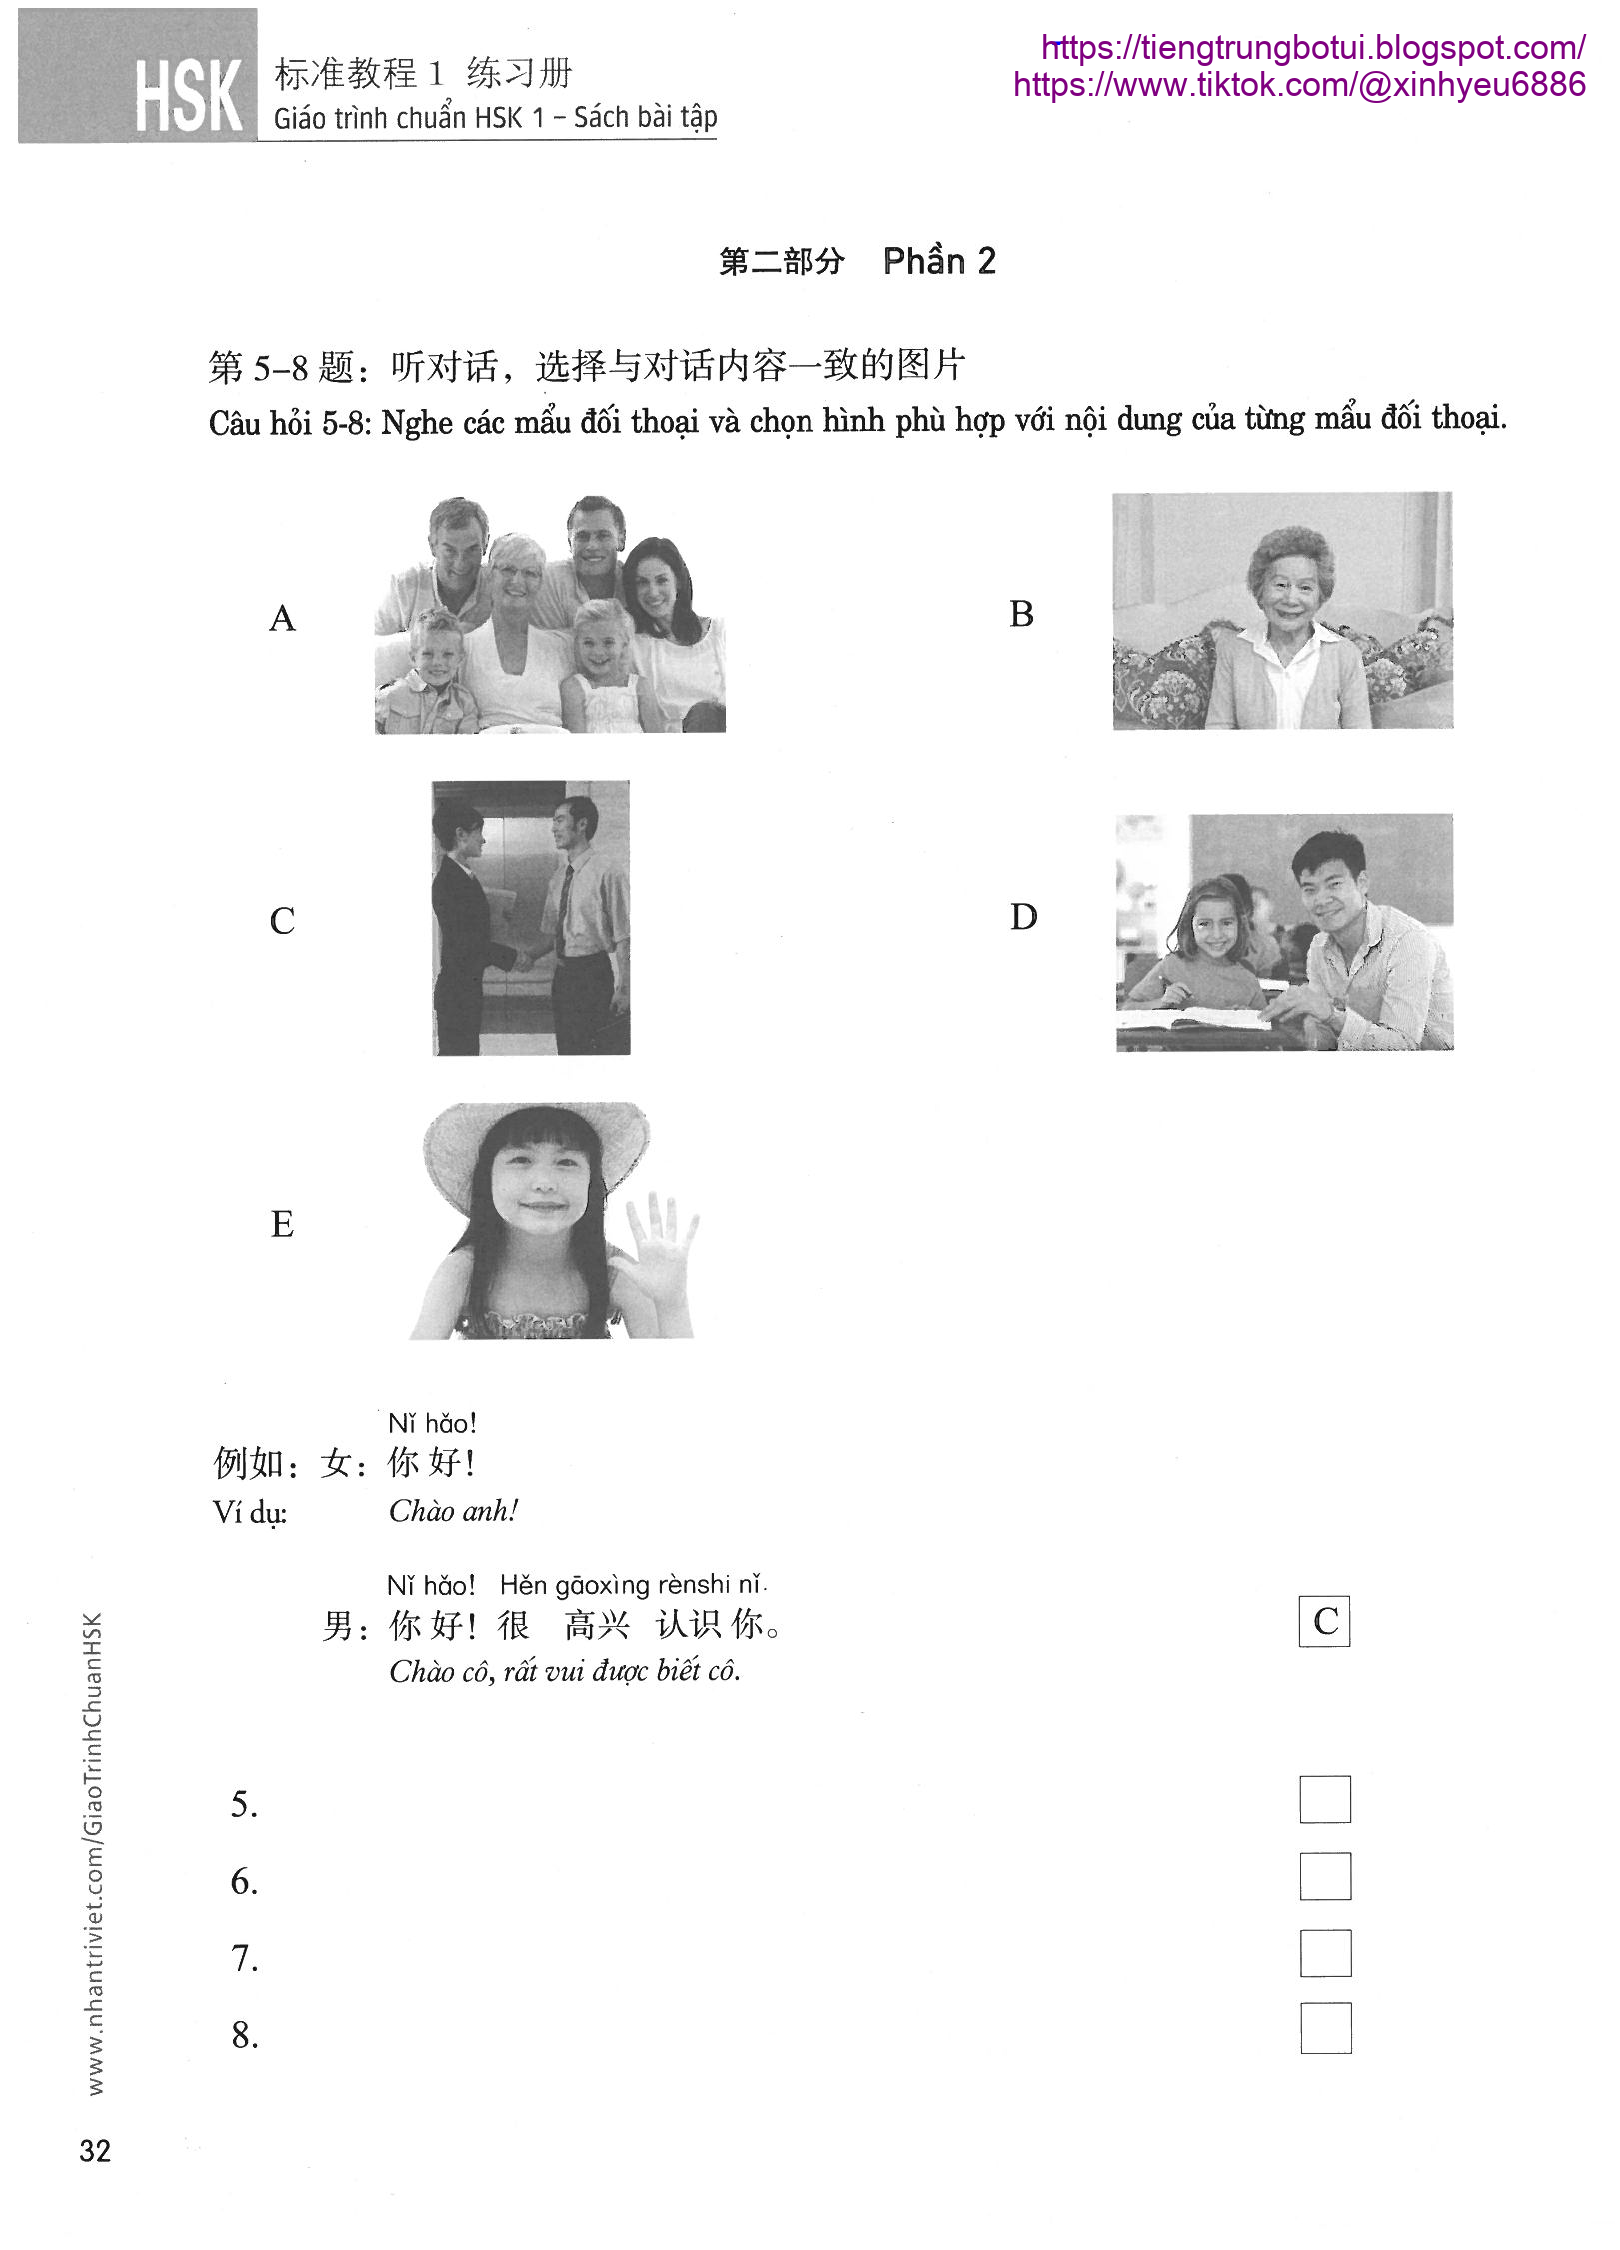 https://tiengtrungbotui.blogspot.com/
https://www.tiktok.com/@xinhyeu6886
HSK 标准教程 1 练习册
Giáo trình chuẩn HSK 1 – Sách bài tập
第二部分 Phần 2
第 5–8 题：听对话，选择与对话内容一致的图片
Câu hỏi 5-8: Nghe các mẩu đối thoại và chọn hình phù hợp với nội dung của từng mẩu đối thoại.
A
B
C
D
E
Nǐ hǎo!
例如：女：你好！
Ví dụ: Chào anh!
Nǐ hǎo! Hěn gāoxìng rènshi nǐ.
男：你好！很 高兴 认识你。 C
Chào cô, rất vui được biết cô.
5.
6.
7.
8.
www.nhantriviet.com/GiaoTrinhChuanHSK
32